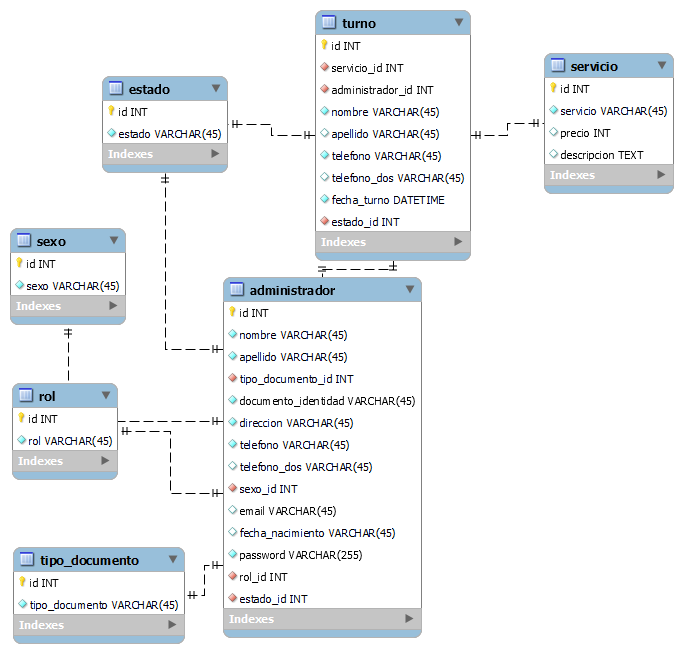 turno
id INT
servicio_id INT
administrador_id INT
nombre VARCHAR(45)
apellido VARCHAR(45)
telefono VARCHAR(45)
telefono_dos VARCHAR(45)
fecha_turno DATETIME
estado_id INT
Indexes
servicio
id INT
servicio VARCHAR(45)
precio INT
descripcion TEXT
Indexes
estado
id INT
estado VARCHAR(45)
Indexes
sexo
id INT
sexo VARCHAR(45)
Indexes
administrador
id INT
nombre VARCHAR(45)
apellido VARCHAR(45)
tipo_documento_id INT
documento_identidad VARCHAR(45)
direccion VARCHAR(45)
telefono VARCHAR(45)
telefono_dos VARCHAR(45)
sexo_id INT
email VARCHAR(45)
fecha_nacimiento VARCHAR(45)
password VARCHAR(255)
rol_id INT
estado_id INT
Indexes
rol
id INT
rol VARCHAR(45)
Indexes
tipo_documento
id INT
tipo_documento VARCHAR(45)
Indexes